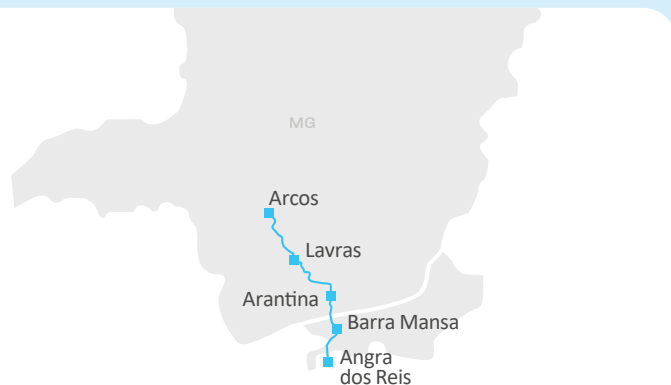 MG
Arcos
Lavras
Arantina
Barra Mansa
Angra
dos Reis